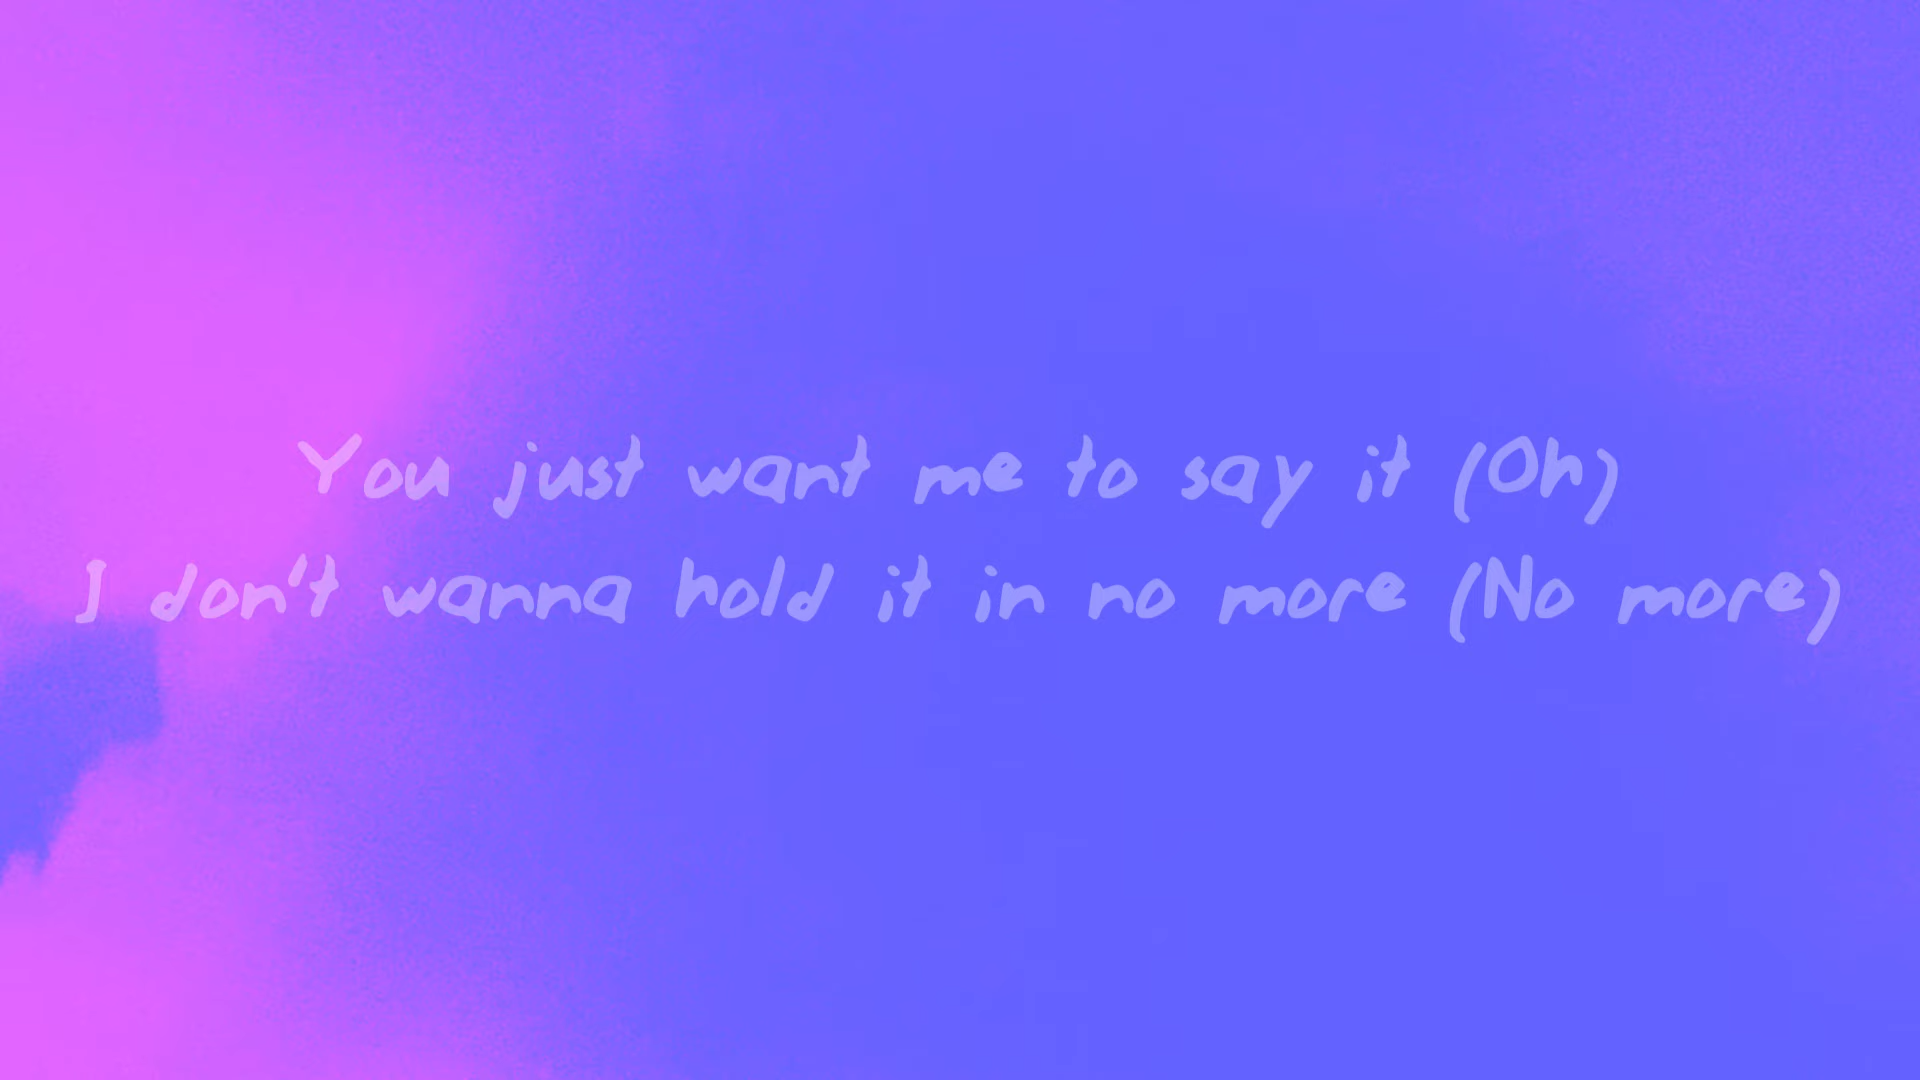 You just want me to say it (Oh)
I don't wanna hold it in no more (No more)